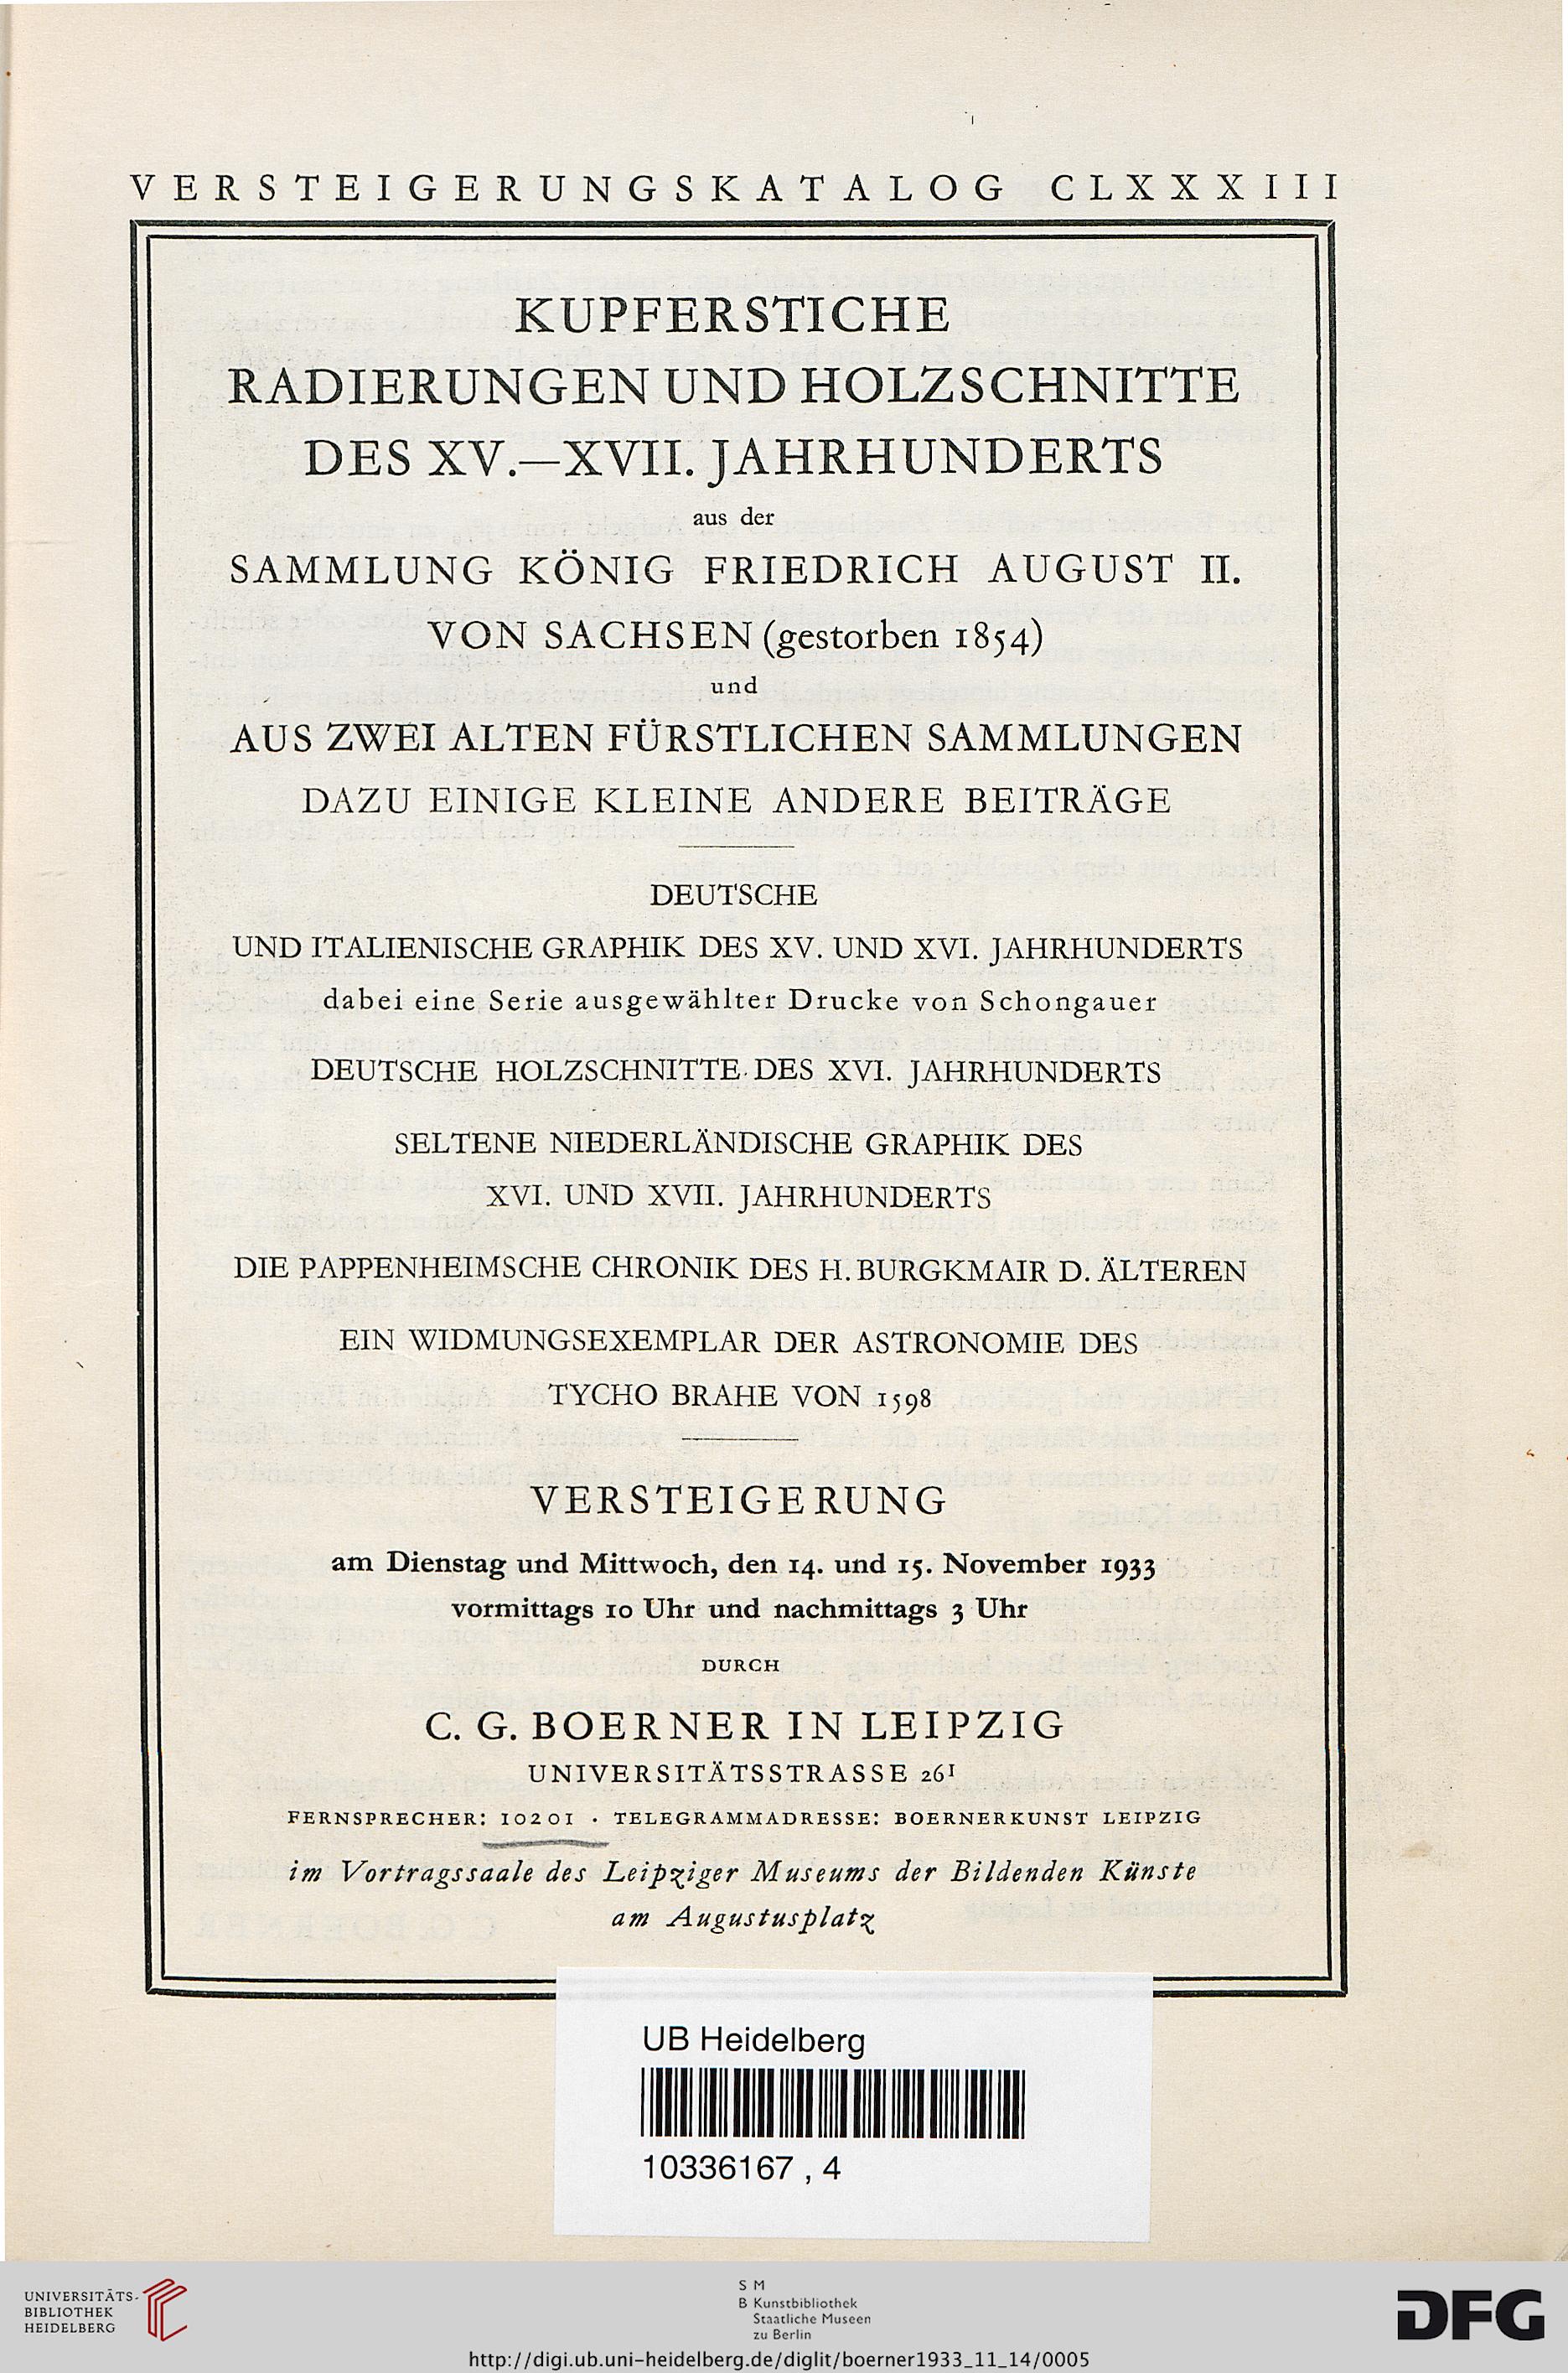 VERSTEIGERUNGSKATALOG CLXXXIII
KUPFERSTICHE
RADIERUNGEN UND HOLZSCHNITTE
DES XV.—XVII. JAHRHUNDERTS
aus der
SAMMLUNG KÖNIG FRIEDRICH AUGUST II.
VON SACHSEN (gestorben 1854)
und
AUS ZWEI ALTEN FÜRSTLICHEN SAMMLUNGEN
DAZU EINIGE KLEINE ANDERE BEITRÄGE
DEUTSCHE
UND ITALIENISCHE GRAPHIK DES XV. UND XVI. JAHRHUNDERTS
dabei eine Serie ausgewählter Drucke von Schongauer
DEUTSCHE HOLZSCHNITTE DES XVI. JAHRHUNDERTS
SELTENE NIEDERLÄNDISCHE GRAPHIK DES
XVI. UND XVII. JAHRHUNDERTS
DIE PAPPENHEIMSCHE CHRONIK DES H. BURGKMAIR D. ÄLTEREN
EIN WIDMUNGSEXEMPLAR DER ASTRONOMIE DES
TYCHO BRAHE VON 1598
VERSTEIGERUNG
am Dienstag und Mittwoch, den 14. und 15. November 1933
vormittags 10 Uhr und nachmittags 3 Uhr
DURCH
C. G. BOERNER IN LEIPZIG
UNIVERSITÄTSSTRASSE 26¹
FERNSPRECHER: 10201 · TELEGRAMMADRESSE: BOERNERKUNST LEIPZIG
im Vortragssaale des Leipziger Museums der Bildenden Künste
am Augustusplatz
UB Heidelberg
10336167 , 4
UNIVERSITÄTS-
BIBLIOTHEK
HEIDELBERG
S M
B Kunstbibliothek
Staatliche Museen
zu Berlin
DFG
http://digi.ub.uni-heidelberg.de/diglit/boerner1933_11_14/0005